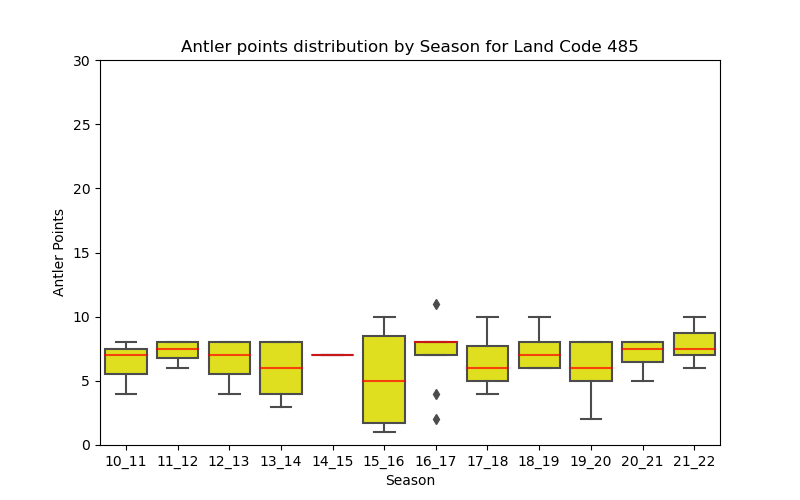 Antler points distribution by Season for Land Code 485
30
25
20
15
10
5
0
Antler Points
10_11 11_12 12_13 13_14 14_15 15_16 16_17 17_18 18_19 19_20 20_21 21_22
Season